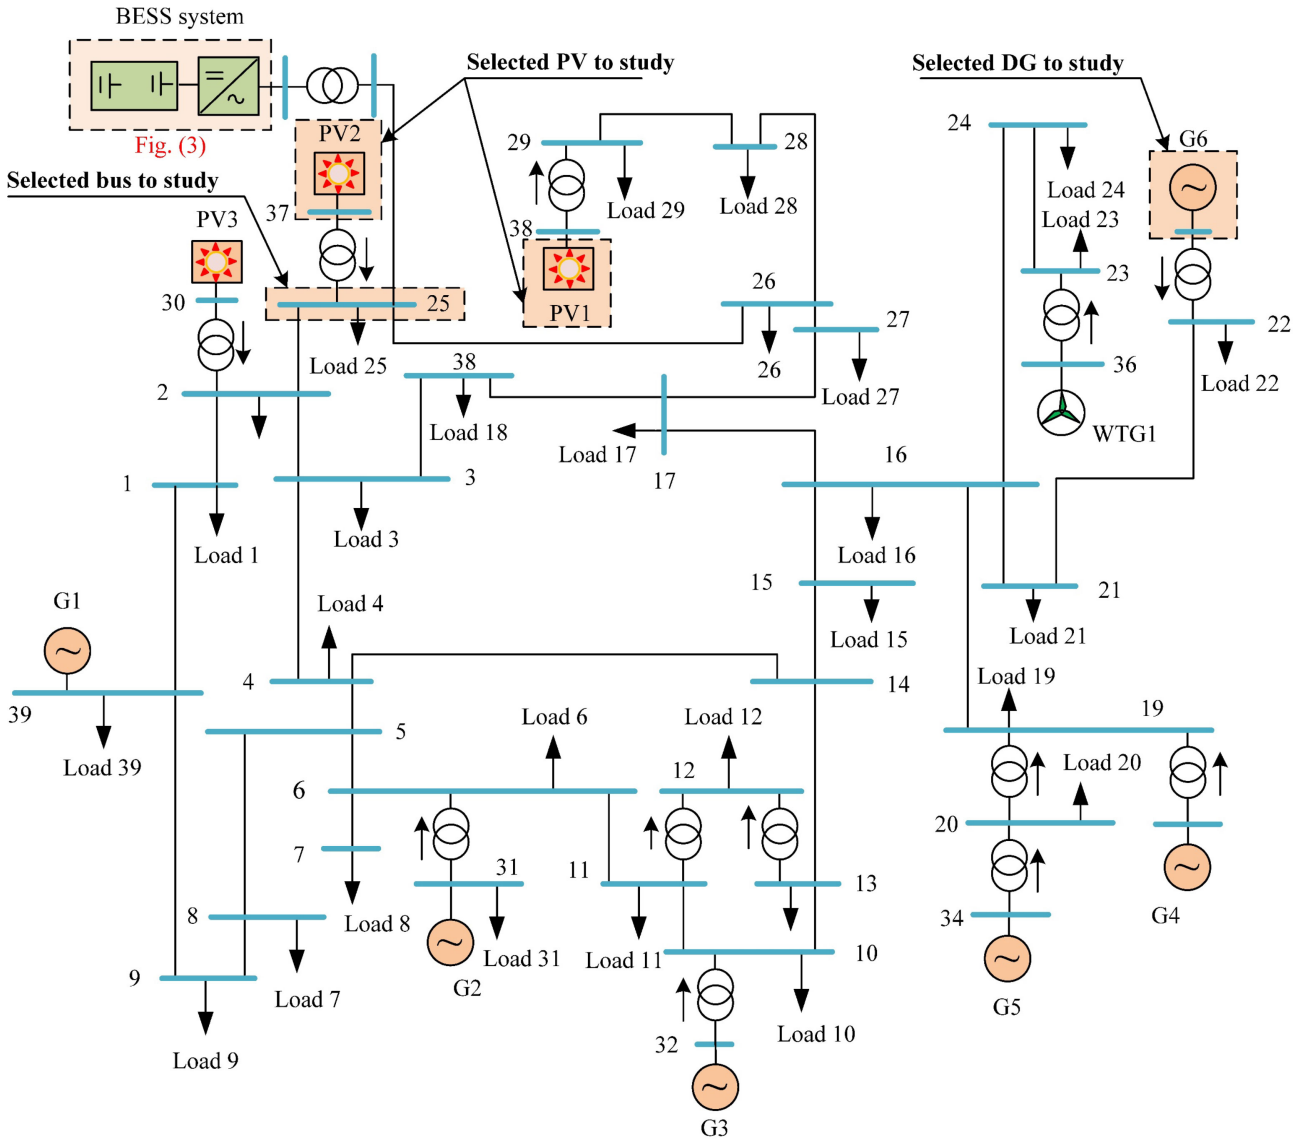 BESS system
Fig. (3)
Selected PV to study
Selected DG to study
Selected bus to study
PV2
37
PV3
30
25
Load 25
29
28
Load 29
Load 28
38
PV1
24
Load 24
Load 23
G6
23
22
Load 22
36
WTG1
26
27
26
Load 27
2
38
Load 18
Load 17
17
16
1
3
Load 1
Load 3
Load 16
15
Load 15
21
Load 21
G1
Load 4
4
14
39
Load 39
5
Load 6
Load 12
Load 19
19
Load 20
6
12
20
7
31
11
13
G4
8
Load 8
34
Load 31
Load 11
10
9
Load 7
G2
G5
Load 10
Load 9
32
G3